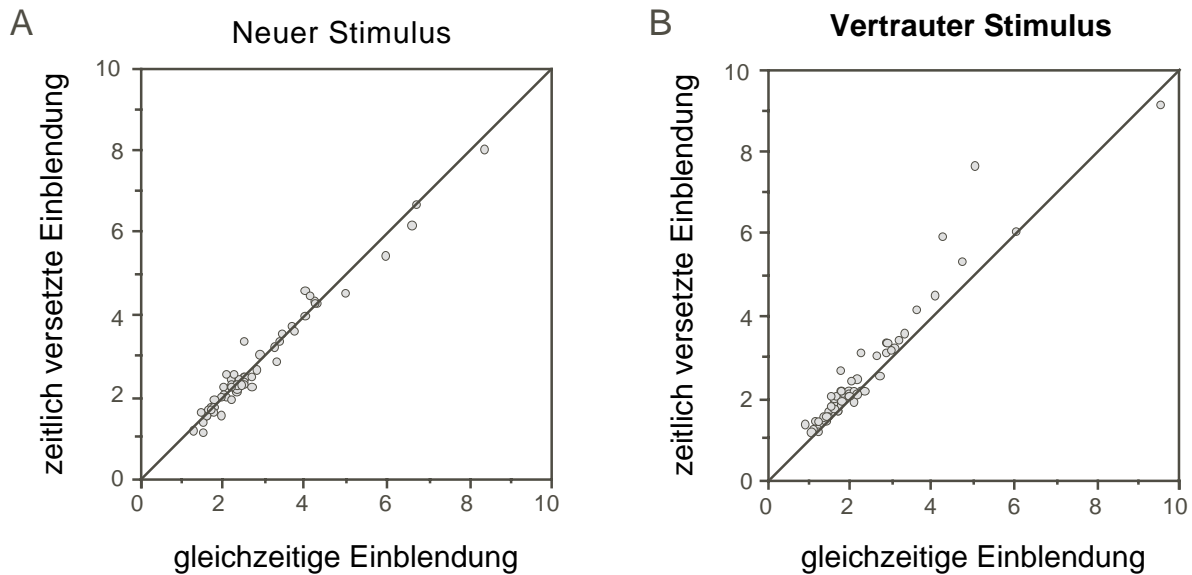 A
Neuer Stimulus
zeitlich versetzte Einblendung
10
8
6
4
2
0
0 2 4 6 8 10
gleichzeitige Einblendung
B
Vertrauter Stimulus
zeitlich versetzte Einblendung
10
8
6
4
2
0
0 2 4 6 8 10
gleichzeitige Einblendung